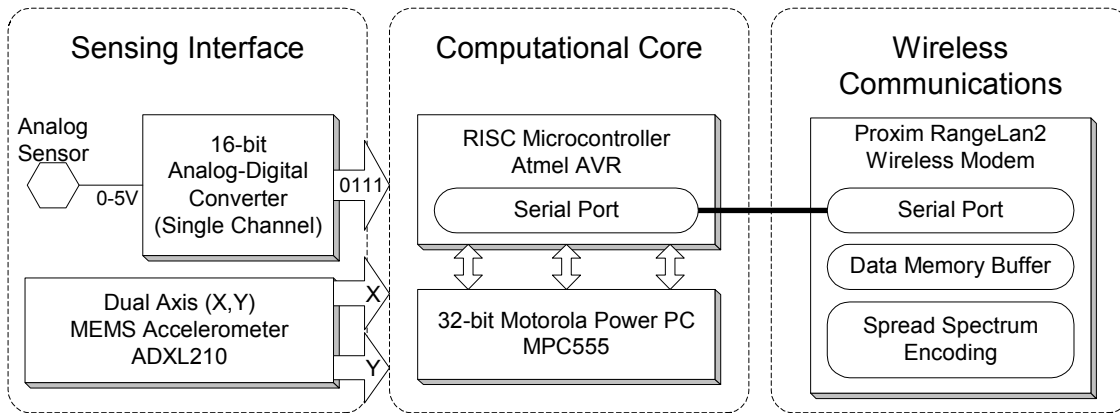 Sensing Interface
Analog
Sensor
0-5V
16-bit
Analog-Digital
Converter
(Single Channel)
0111
Dual Axis (X,Y)
MEMS Accelerometer
ADXL210
X
Y
Computational Core
RISC Microcontroller
Atmel AVR
Serial Port
32-bit Motorola Power PC
MPC555
Wireless
Communications
Proxim RangeLan2
Wireless Modem
Serial Port
Data Memory Buffer
Spread Spectrum
Encoding